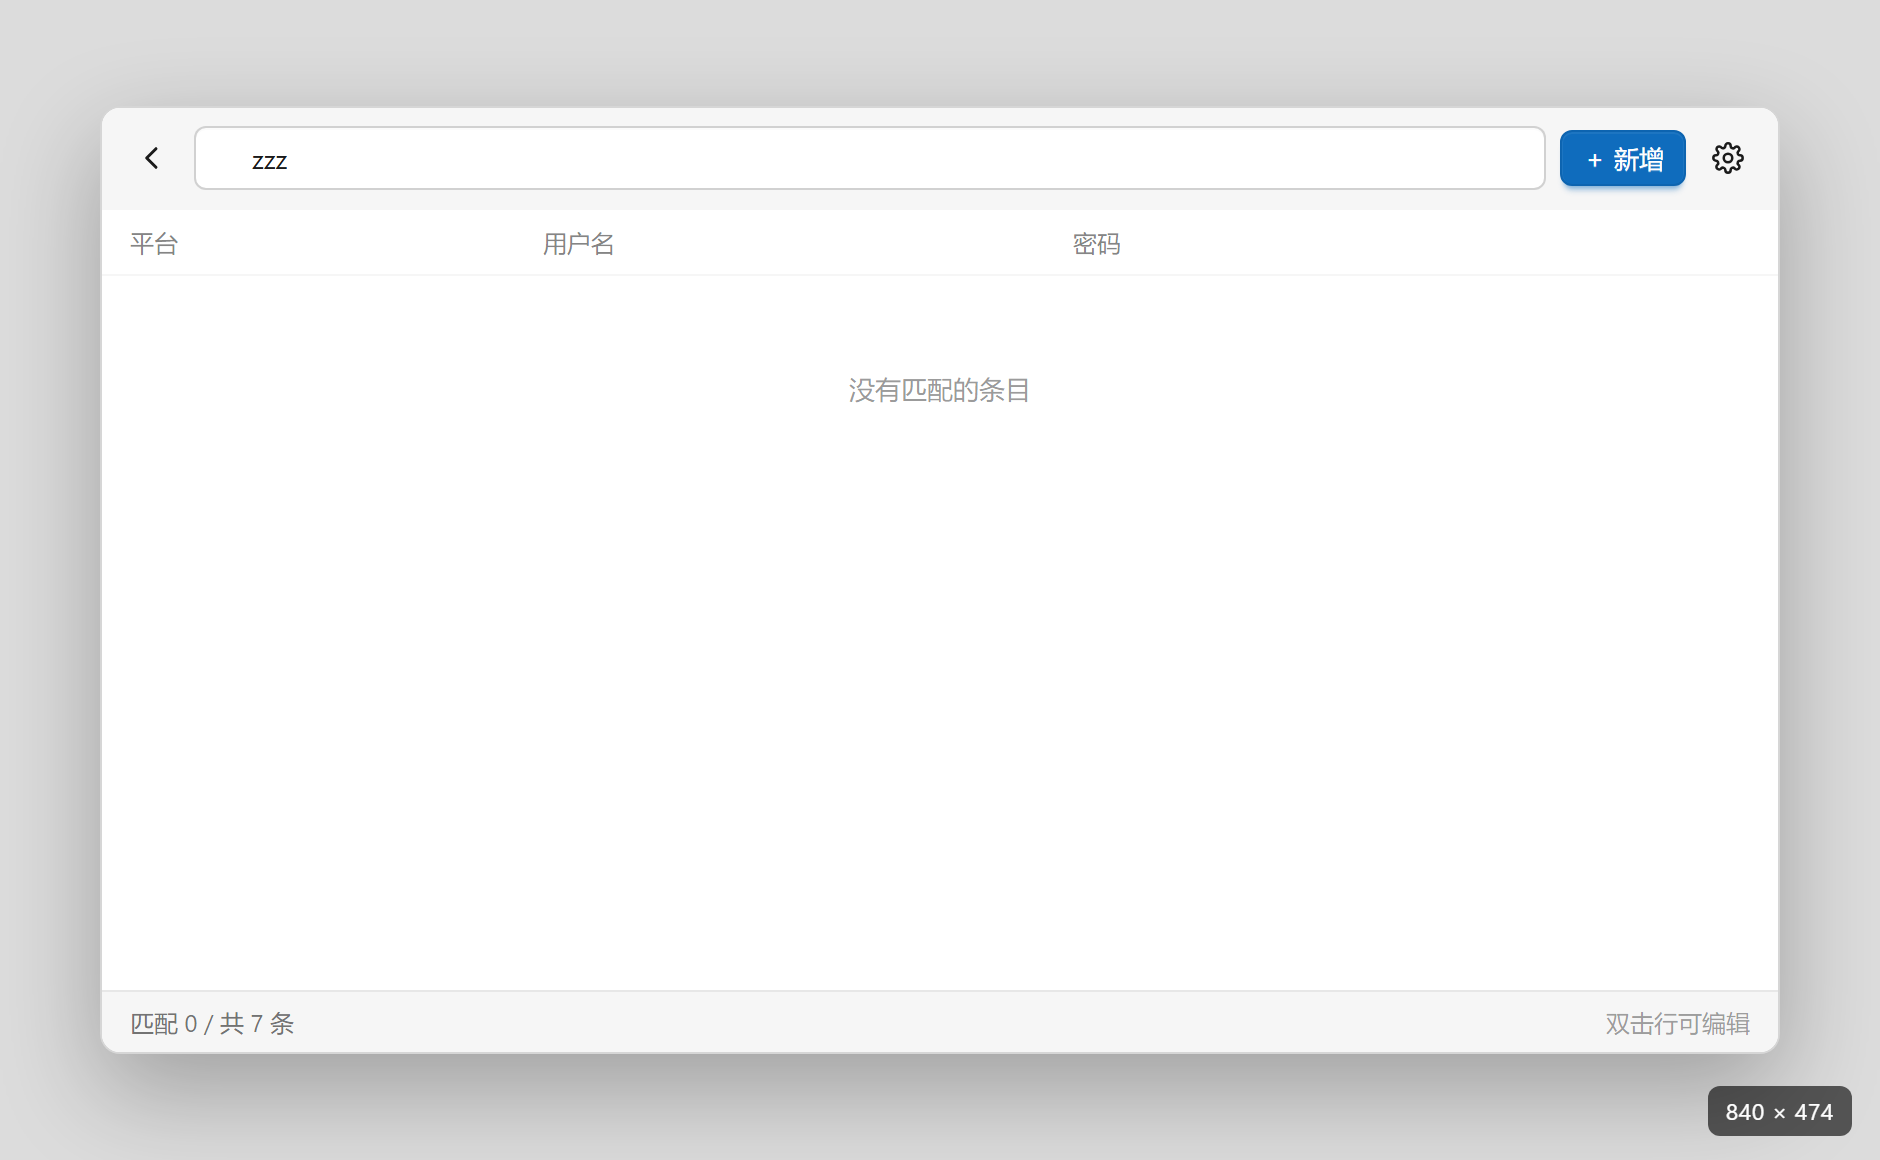 zzz
+ 新增
平台
用户名
密码
没有匹配的条目
匹配 0 / 共 7 条
双击行可编辑
840 × 474